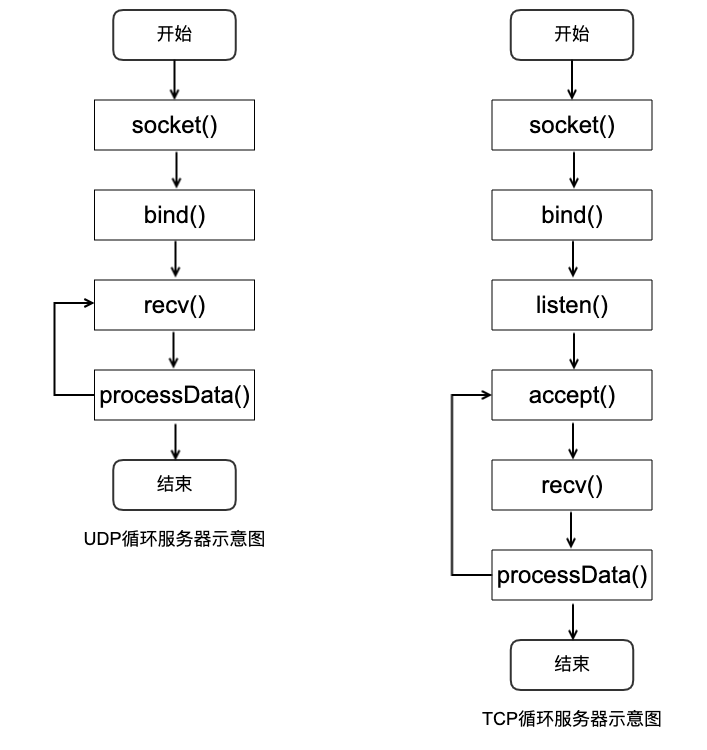 开始
socket()
bind()
recv()
processData()
结束
UDP循环服务器示意图
开始
socket()
bind()
listen()
accept()
recv()
processData()
结束
TCP循环服务器示意图